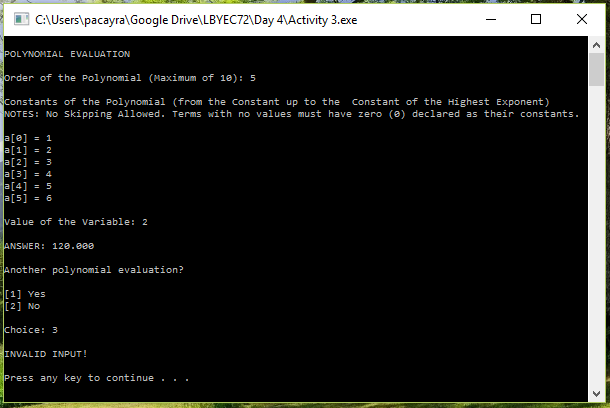 C:\Users\pacayra\Google Drive\LBYEC72\Day 4\Activity 3.exe
POLYNOMIAL EVALUATION
Order of the Polynomial (Maximum of 10): 5
Constants of the Polynomial (from the Constant up to the  Constant of the Highest Exponent)
NOTES: No Skipping Allowed. Terms with no values must have zero (0) declared as their constants.
a[0] = 1
a[1] = 2
a[2] = 3
a[3] = 4
a[4] = 5
a[5] = 6
Value of the Variable: 2
ANSWER: 120.000
Another polynomial evaluation?
[1] Yes
[2] No
Choice: 3
INVALID INPUT!
Press any key to continue . . .